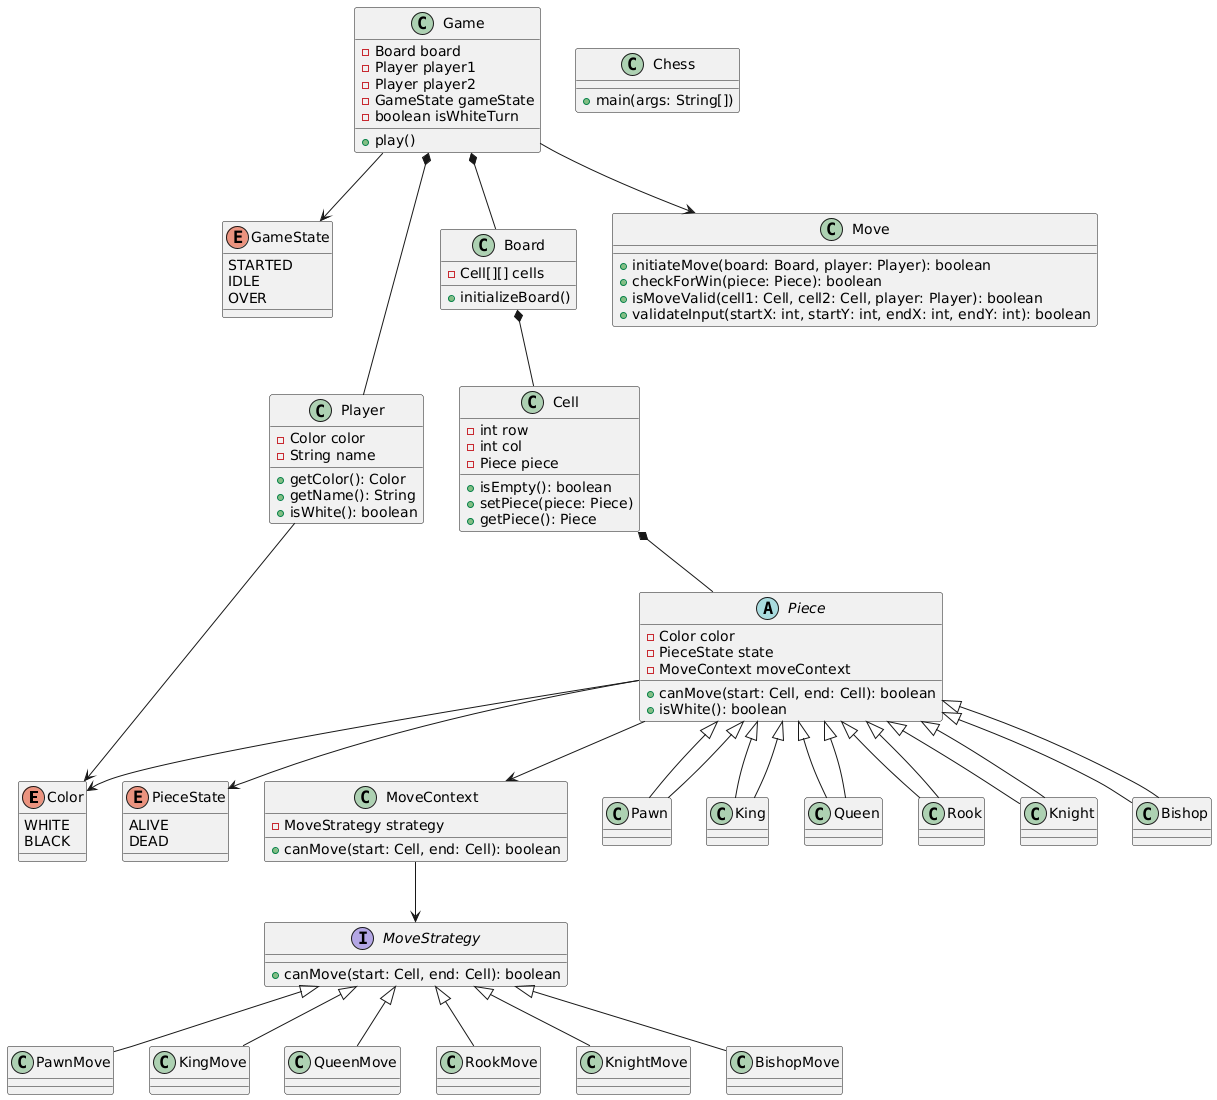 C Game
Board board
Player player1
Player player2
GameState gameState
boolean isWhiteTurn
play()
C Chess
main(args: String[])
E GameState
STARTED
IDLE
OVER
C Board
Cell[][] cells
initializeBoard()
C Move
initiateMove(board: Board, player: Player): boolean
checkForWin(piece: Piece): boolean
isMoveValid(cell1: Cell, cell2: Cell, player: Player): boolean
validateInput(startX: int, startY: int, endX: int, endY: int): boolean
C Player
Color color
String name
getColor(): Color
getName(): String
isWhite(): boolean
C Cell
int row
int col
Piece piece
isEmpty(): boolean
setPiece(piece: Piece)
getPiece(): Piece
A Piece
Color color
PieceState state
MoveContext moveContext
canMove(start: Cell, end: Cell): boolean
isWhite(): boolean
E Color
WHITE
BLACK
E PieceState
ALIVE
DEAD
C MoveContext
MoveStrategy strategy
canMove(start: Cell, end: Cell): boolean
C Pawn
C King
C Queen
C Rook
C Knight
C Bishop
I MoveStrategy
canMove(start: Cell, end: Cell): boolean
C PawnMove
C KingMove
C QueenMove
C RookMove
C KnightMove
C BishopMove